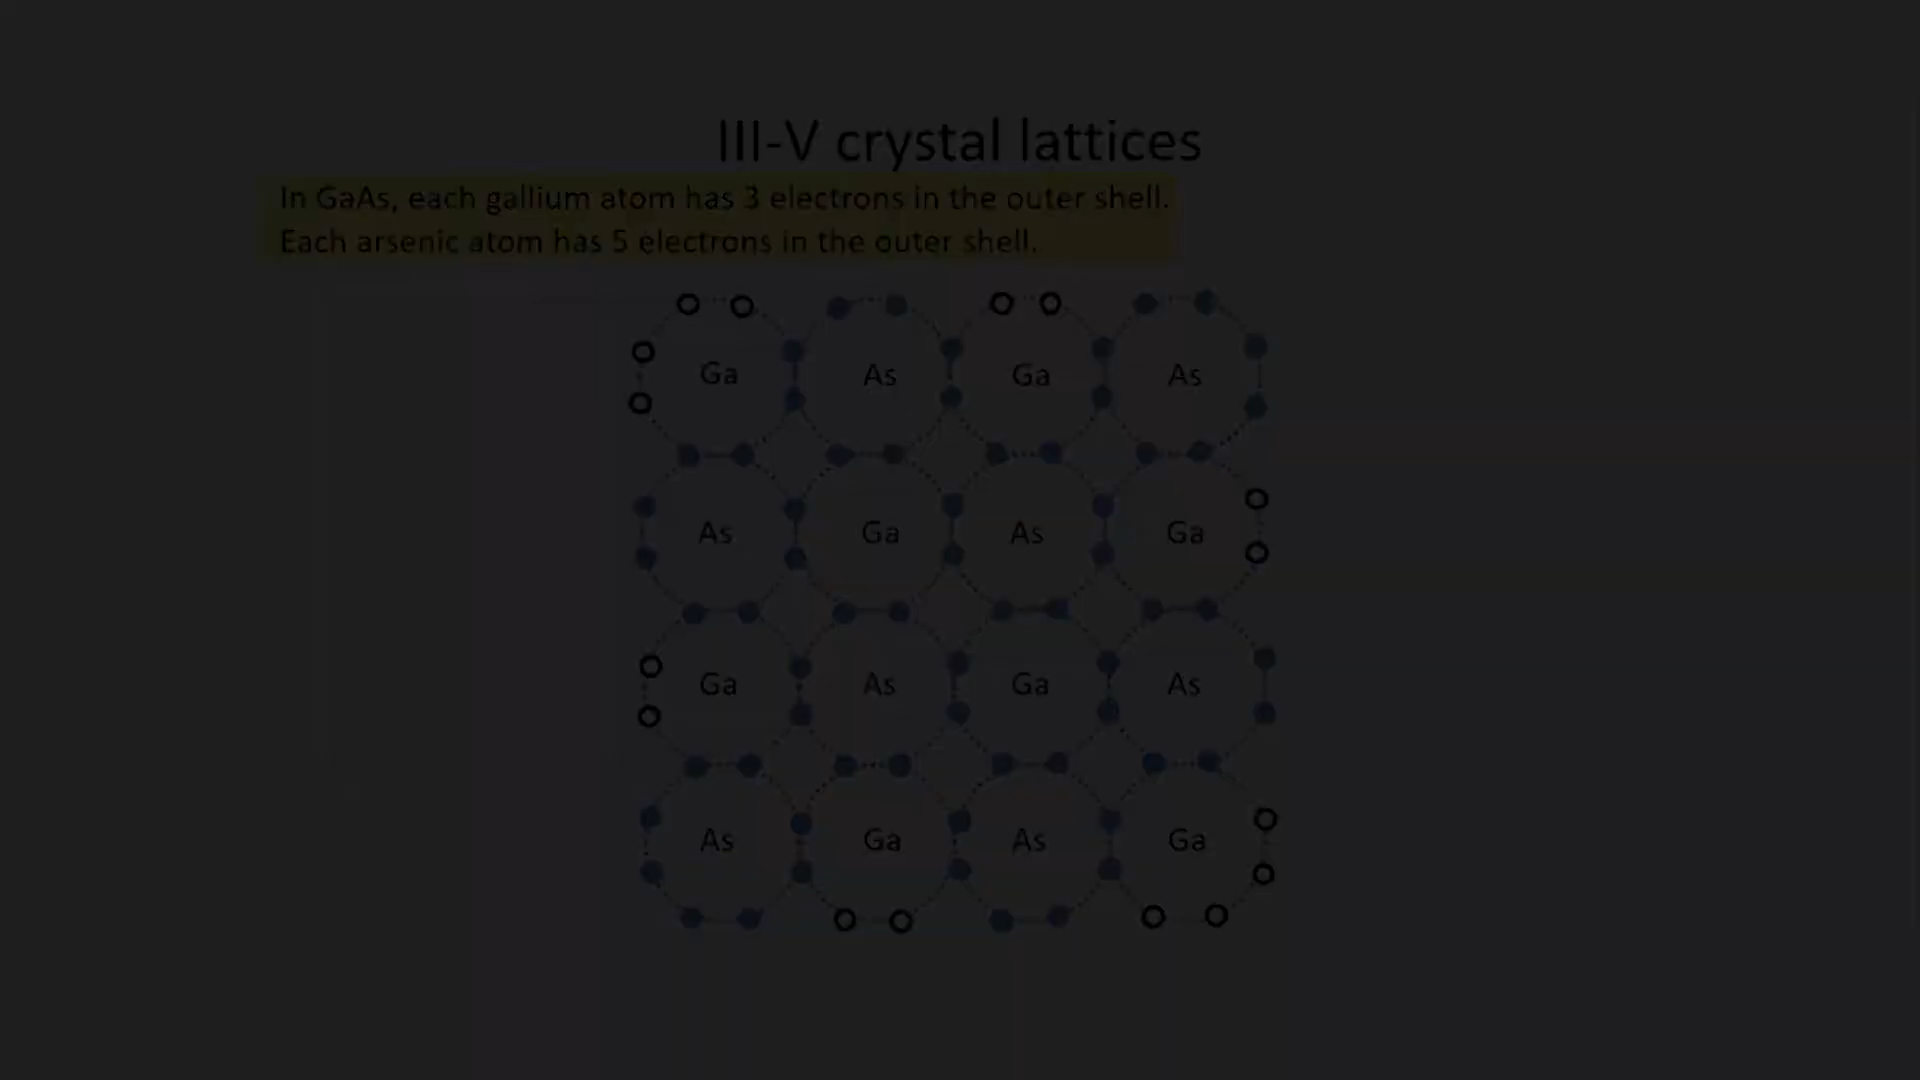 III-V crystal lattices
In GaAs, each gallium atom has 3 electrons in the outer shell.
Each arsenic atom has 5 electrons in the outer shell.
Ga As Ga As
As Ga As Ga
Ga As Ga As
As Ga As Ga